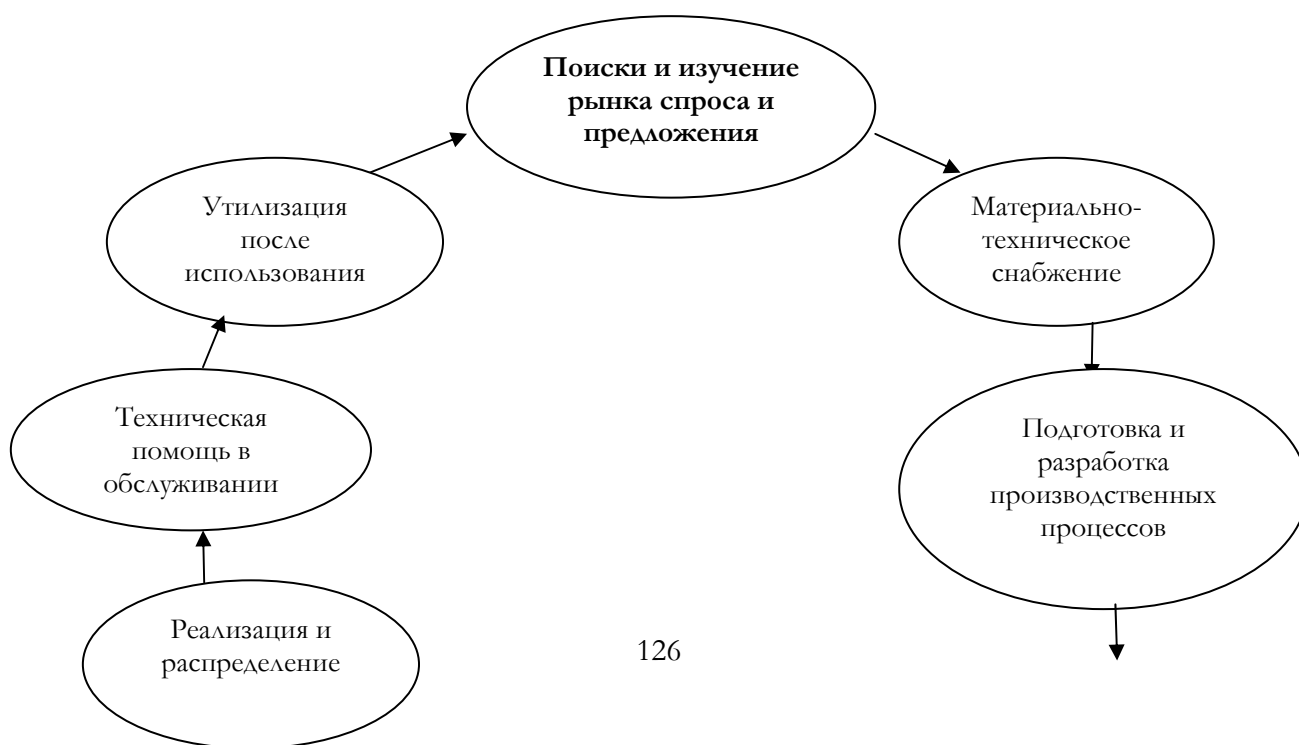 Поиски и изучение
рынка спроса и
предложения
Утилизация
после
использования
Материально-
техническое
снабжение
Техническая
помощь в
обслуживании
Подготовка и
разработка
производственных
процессов
Реализация и
распределение
126